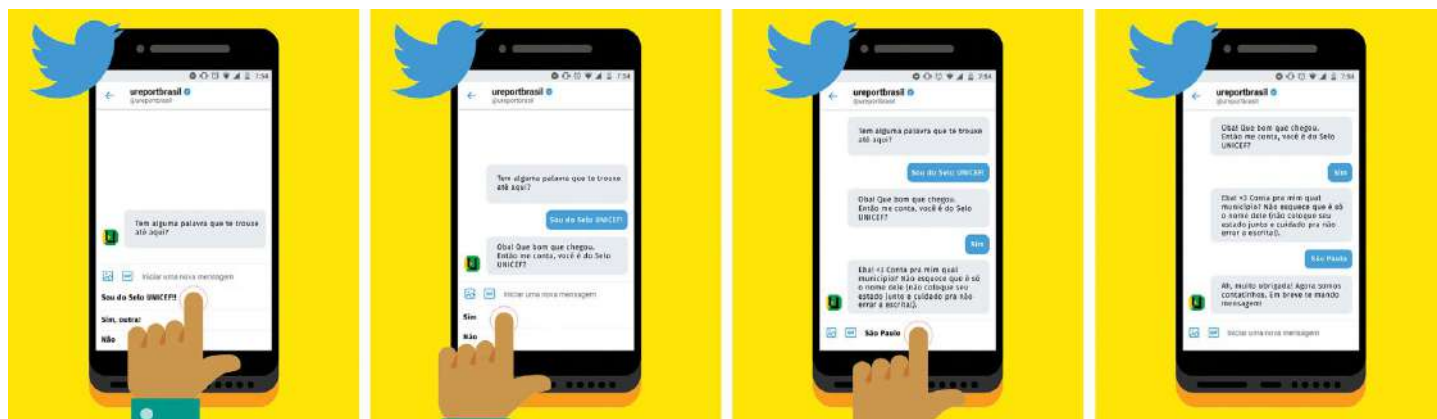 7:54
ureportbrasil
@ureportbrasil
Tem alguma palavra que te trouxe
até aqui?
Iniciar uma nova mensagem
Sou do Selo UNICEF!!
Sim, outra!
Não
7:54
ureportbrasil
@ureportbrasil
Tem alguma palavra que te trouxe
até aqui?
Sou do Selo UNICEF!
Oba! Que bom que chegou.
Então me conta, você é do Selo
UNICEF?
Iniciar uma nova mensagem
Sim
Não
7:54
ureportbrasil
@ureportbrasil
Tem alguma palavra que te trouxe
até aqui?
Sou do Selo UNICEF!
Oba! Que bom que chegou.
Então me conta, você é do Selo
UNICEF?
Sim
Eba! <3 Conta pra mim qual
município? Não esquece que é só
o nome dele (não coloque seu
estado junto e cuidado pra não
errar a escrita!).
São Paulo
7:54
ureportbrasil
@ureportbrasil
Oba! Que bom que chegou.
Então me conta, você é do Selo
UNICEF?
Sim
Eba! <3 Conta pra mim qual
município? Não esquece que é só
o nome dele (não coloque seu
estado junto e cuidado pra não
errar a escrita!).
São Paulo
Ah, muito obrigada! Agora somos
contatinhos. Em breve te mando
mensagem!
Iniciar uma nova mensagem